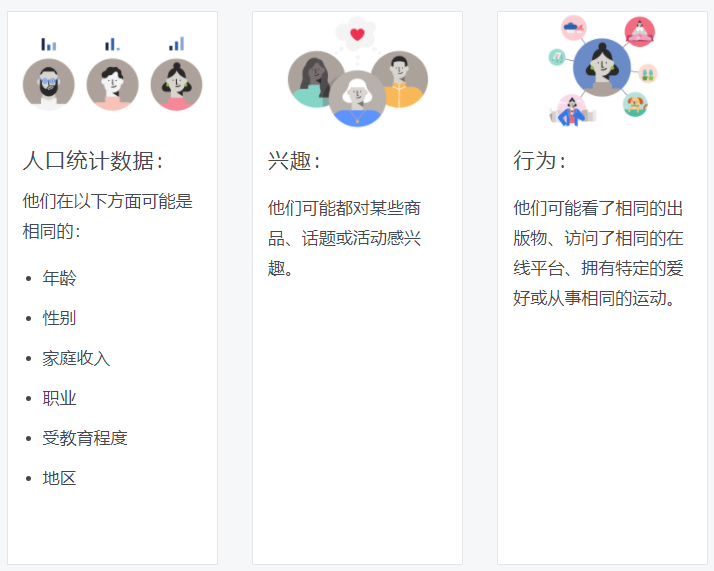 人口统计数据：
他们在以下方面可能是
相同的：
• 年龄
• 性别
• 家庭收入
• 职业
• 受教育程度
• 地区
兴趣：
他们可能都对某些商
品、话题或活动感兴
趣。
行为：
他们可能看了相同的出
版物、访问了相同的在
线平台、拥有特定的爱
好或从事相同的运动。